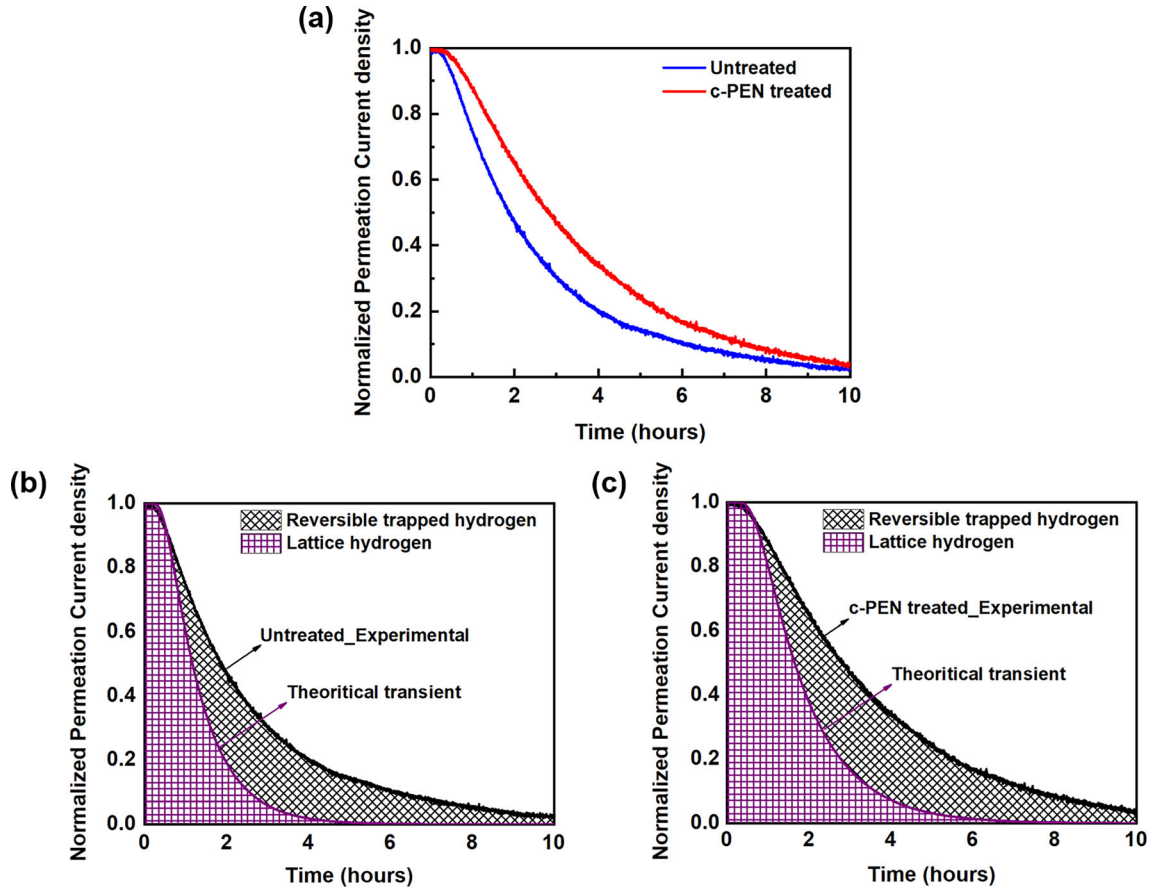 (a)
Normalized Permeation Current density
1.0
0.8
0.6
0.4
0.2
0.0
Untreated
c-PEN treated
0 2 4 6 8 10
Time (hours)
(b)
Normalized Permeation Current density
1.0
0.8
0.6
0.4
0.2
0.0
Reversible trapped hydrogen
Lattice hydrogen
Untreated_Experimental
Theoritical transient
0 2 4 6 8 10
Time (hours)
(c)
Normalized Permeation Current density
1.0
0.8
0.6
0.4
0.2
0.0
Reversible trapped hydrogen
Lattice hydrogen
c-PEN treated_Experimental
Theoritical transient
0 2 4 6 8 10
Time (hours)